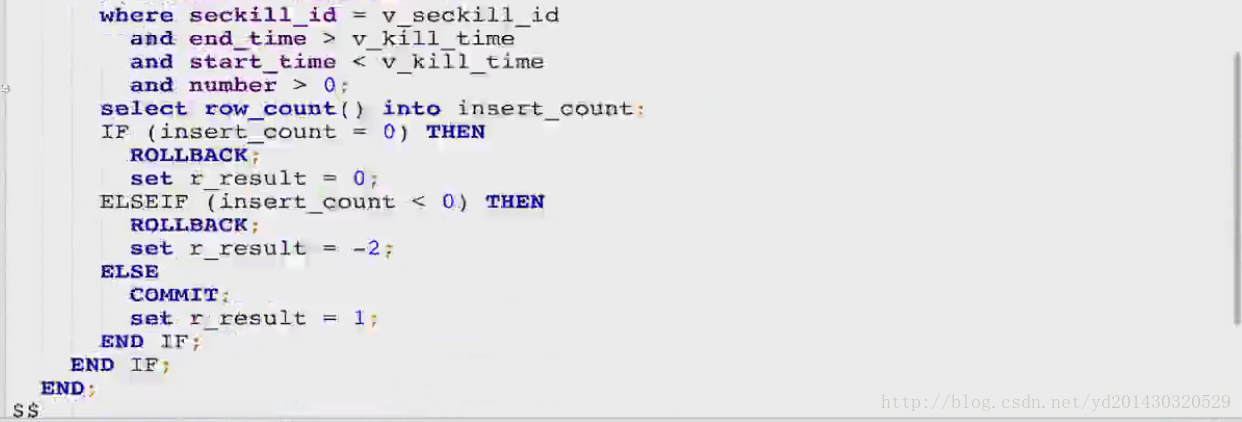 where seckill_id = v_seckill_id
and end_time > v_kill_time
and start_time < v_kill_time
and number > 0;
select row_count() into insert_count;
IF (insert_count = 0) THEN
ROLLBACK;
set r_result = 0;
ELSEIF (insert_count < 0) THEN
ROLLBACK;
set r_result = -2;
ELSE
COMMIT;
set r_result = 1;
END IF;
END IF;
END;
$$
http://blog.csdn.net/yd201430320529